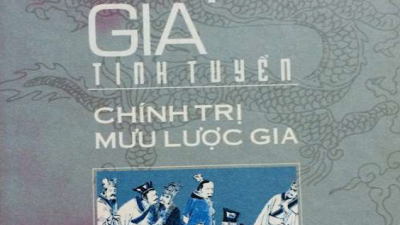 GIA
TINH TUYỂN
CHÍNH TRỊ
MƯU LƯỢC GIA